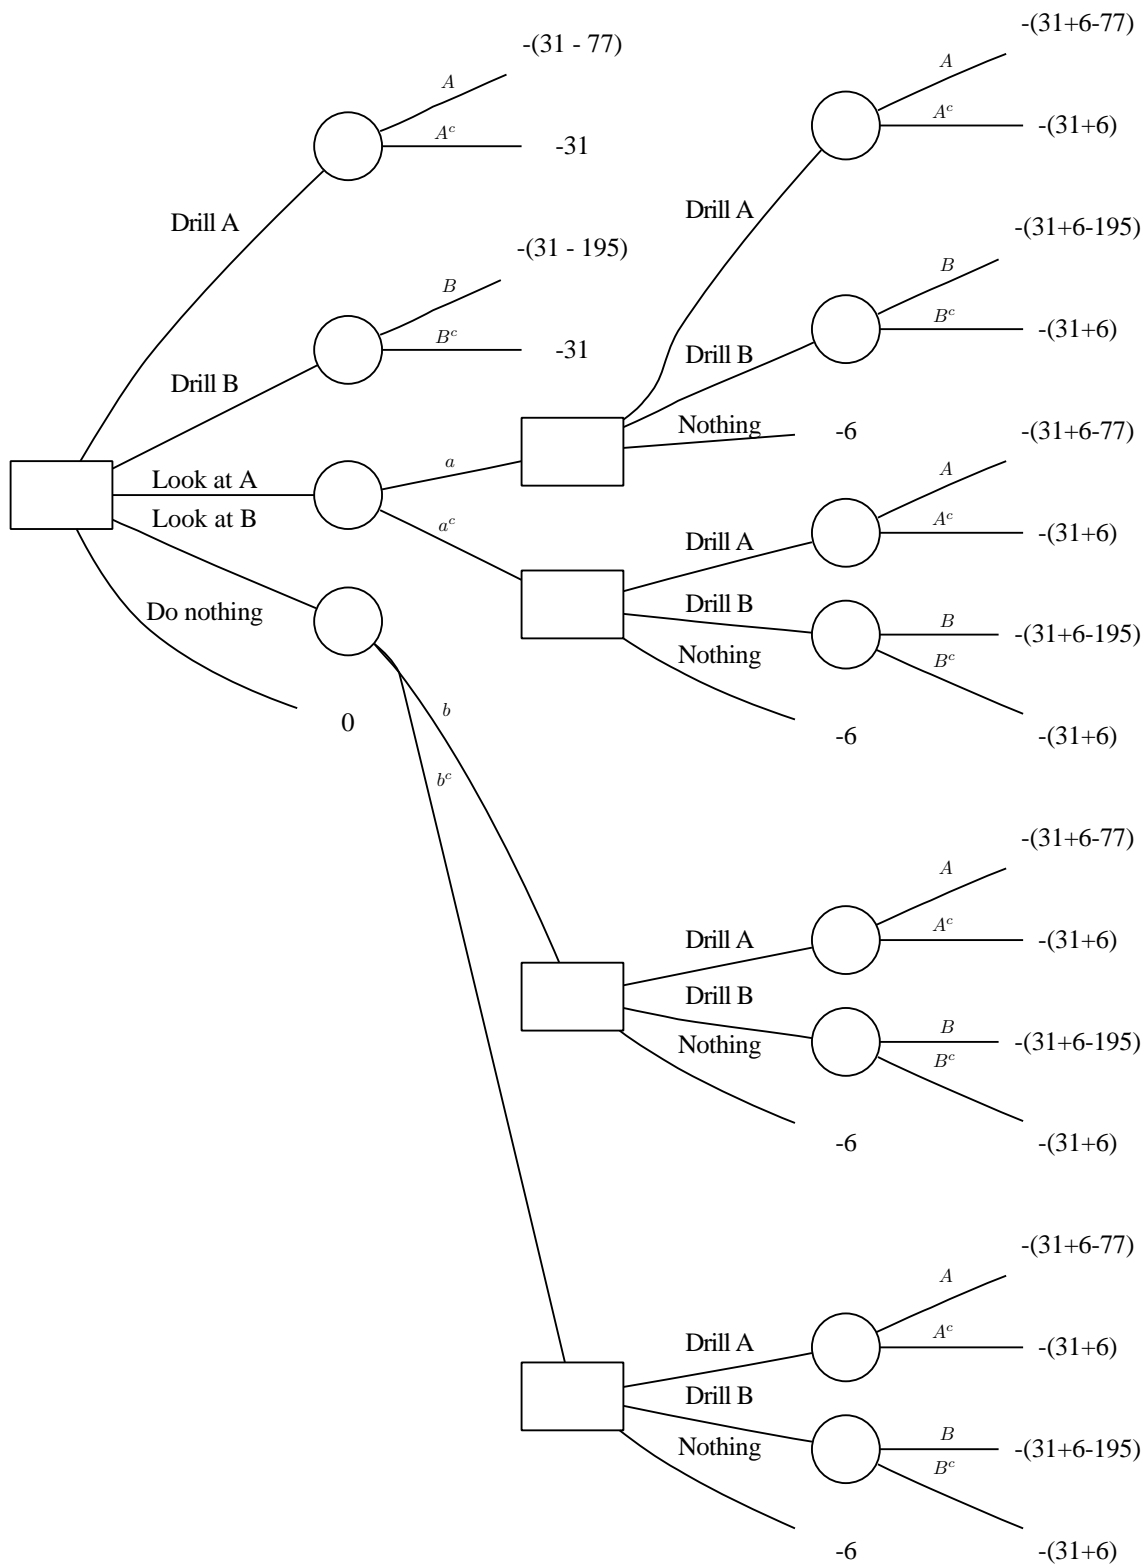 -(31+6-77)
-(31 - 77)
A
A
A^c
-(31+6)
A^c
-31
Drill A
Drill A
-(31+6-195)
-(31 - 195)
B
B
B^c
-(31+6)
B^c
-31
Drill B
Drill B
Nothing
-6
-(31+6-77)
a
A
Look at A
A^c
-(31+6)
Look at B
a^c
Drill A
Drill B
Do nothing
B
-(31+6-195)
Nothing
B^c
0
b
-6
-(31+6)
b^c
-(31+6-77)
A
A^c
-(31+6)
Drill A
Drill B
B
-(31+6-195)
Nothing
B^c
-6
-(31+6)
-(31+6-77)
A
Drill A
A^c
-(31+6)
Drill B
B
-(31+6-195)
Nothing
B^c
-6
-(31+6)